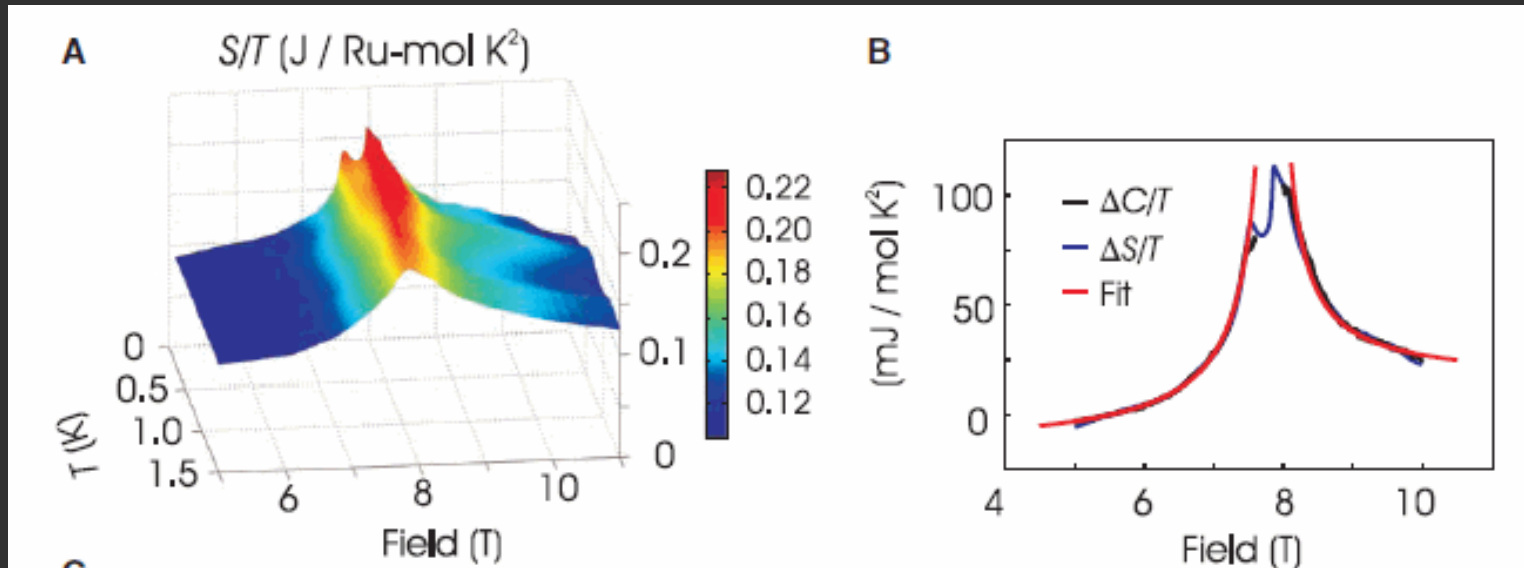 A
S/T (J / Ru-mol K²)
0.22
0.20
0.18
0.16
0.14
0.12
0.2
0.1
0
0
0.5
1.0
1.5
T (K)
6
8
10
Field (T)
B
(mJ / mol K²)
100
50
0
ΔC/T
ΔS/T
Fit
4
6
8
10
Field (T)